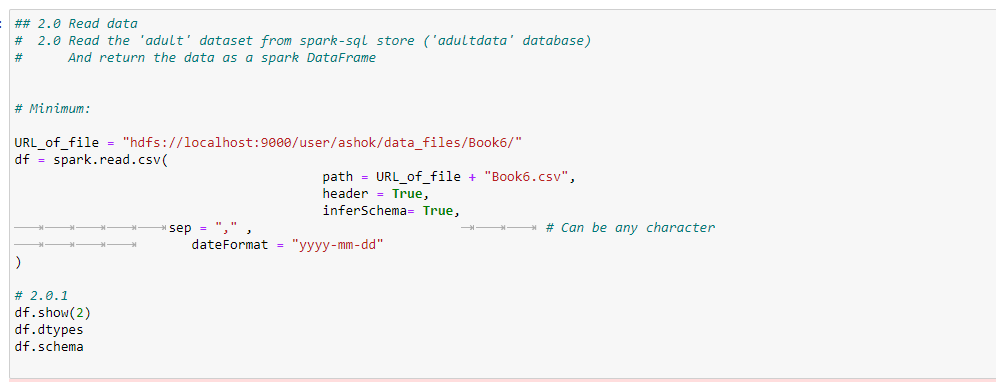 :
## 2.0 Read data
#  2.0 Read the 'adult' dataset from spark-sql store ('adultdata' database)
#      And return the data as a spark DataFrame
# Minimum:
URL_of_file = "hdfs://localhost:9000/user/ashok/data_files/Book6/"
df = spark.read.csv(
path = URL_of_file + "Book6.csv",
header = True,
inferSchema= True,
sep = "," , # Can be any character
dateFormat = "yyyy-mm-dd"
)
# 2.0.1
df.show(2)
df.dtypes
df.schema